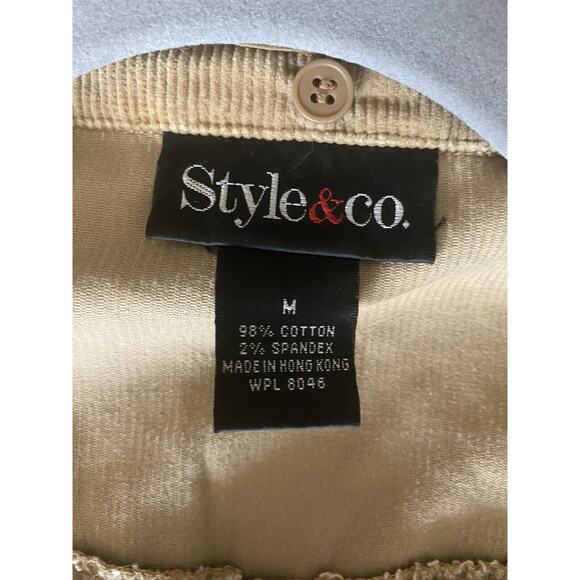 Style&co.
M
98% COTTON
2% SPANDEX
MADE IN HONG KONG
WPL 8046